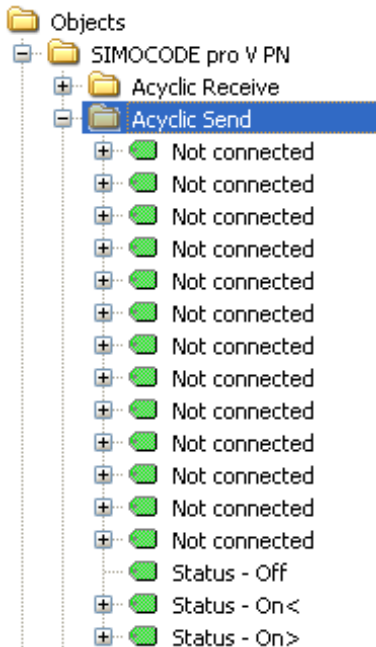 Objects
SIMOCODE pro V PN
Acyclic Receive
Acyclic Send
Not connected
Not connected
Not connected
Not connected
Not connected
Not connected
Not connected
Not connected
Not connected
Not connected
Not connected
Not connected
Not connected
Status - Off
Status - On<
Status - On>